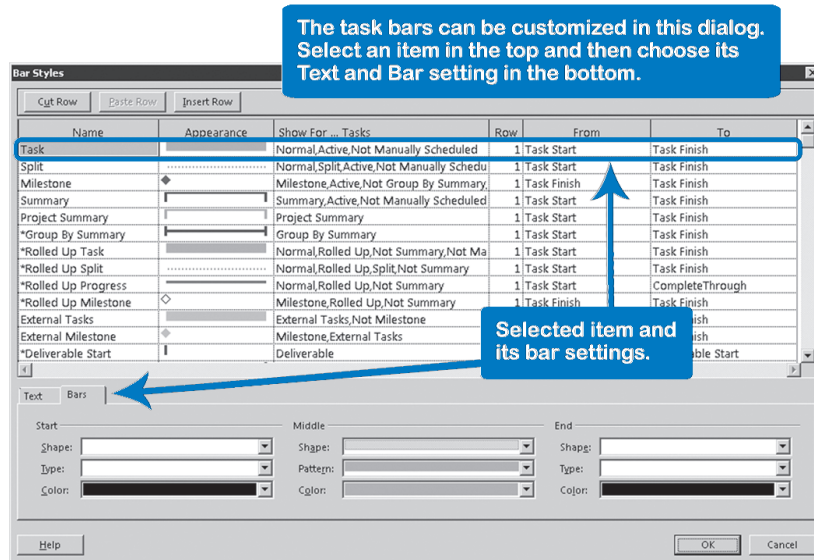 The task bars can be customized in this dialog.
Select an item in the top and then choose its
Text and Bar setting in the bottom.
Bar Styles
Cut Row Paste Row Insert Row
Name Appearance Show For ... Tasks Row From To
Task Normal,Active,Not Manually Scheduled 1 Task Start Task Finish
Split Normal,Split,Active,Not Manually Schedu 1 Task Start Task Finish
Milestone Milestone,Active,Not Group By Summary, 1 Task Finish Task Finish
Summary Summary,Active,Not Manually Scheduled 1 Task Start Task Finish
Project Summary Project Summary 1 Task Start Task Finish
*Group By Summary Group By Summary 1 Task Start Task Finish
*Rolled Up Task Normal,Rolled Up,Not Summary,Not Ma 1 Task Start Task Finish
*Rolled Up Split Normal,Rolled Up,Split,Not Summary 1 Task Start Task Finish
*Rolled Up Progress Normal,Rolled Up,Not Summary 1 Task Start CompleteThrough
*Rolled Up Milestone Milestone,Rolled Up,Not Summary 1 Task Finish Task Finish
External Tasks External Tasks,Not Milestone Finish
External Milestone Milestone,External Tasks Finish
*Deliverable Start Deliverable Start
Selected item and
its bar settings.
Text Bars
Start Middle End
Shape: Shape: Shape:
Type: Pattern: Type:
Color: Color: Color:
Help OK Cancel